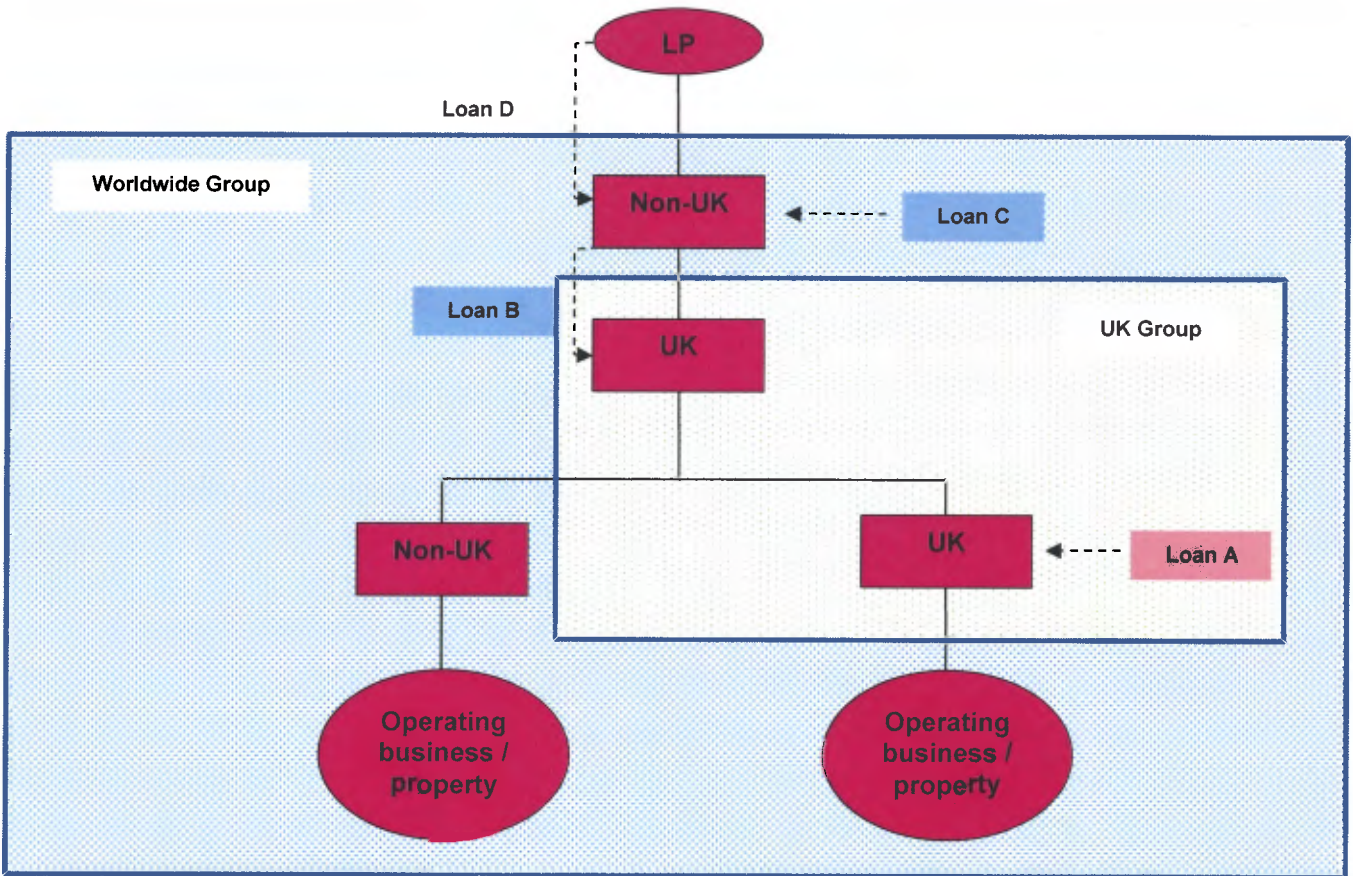 LP
Loan D
Worldwide Group
Non-UK
Loan C
Loan B
UK
UK Group
Non-UK
UK
Loan A
Operating
business /
property
Operating
business /
property